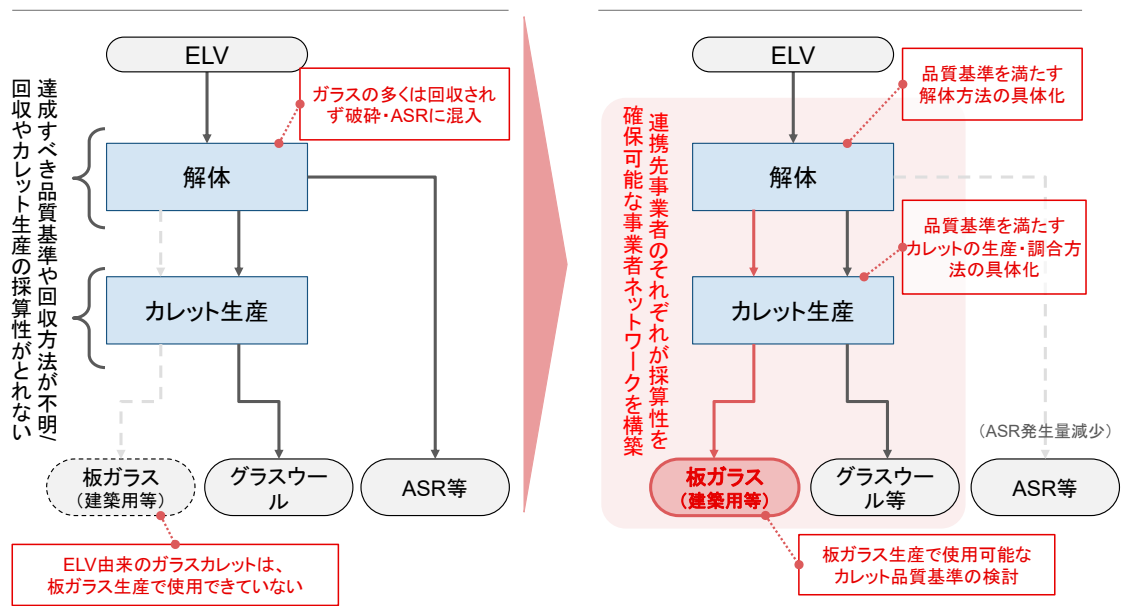 ELV
ガラスの多くは回収され
ず破砕・ASRに混入
達成すべき品質基準や回収方法が不明/
回収やカレット生産の採算性がとれない
解体
カレット生産
板ガラス
（建築用等）
グラスウー
ル
ASR等
ELV由来のガラスカレットは、
板ガラス生産で使用できていない
ELV
品質基準を満たす
解体方法の具体化
連携先事業者のそれぞれが採算性を
確保可能な事業者ネットワークを構築
解体
品質基準を満たす
カレットの生産・調合方
法の具体化
カレット生産
（ASR発生量減少）
板ガラス
（建築用等）
グラスウー
ル等
ASR等
板ガラス生産で使用可能な
カレット品質基準の検討